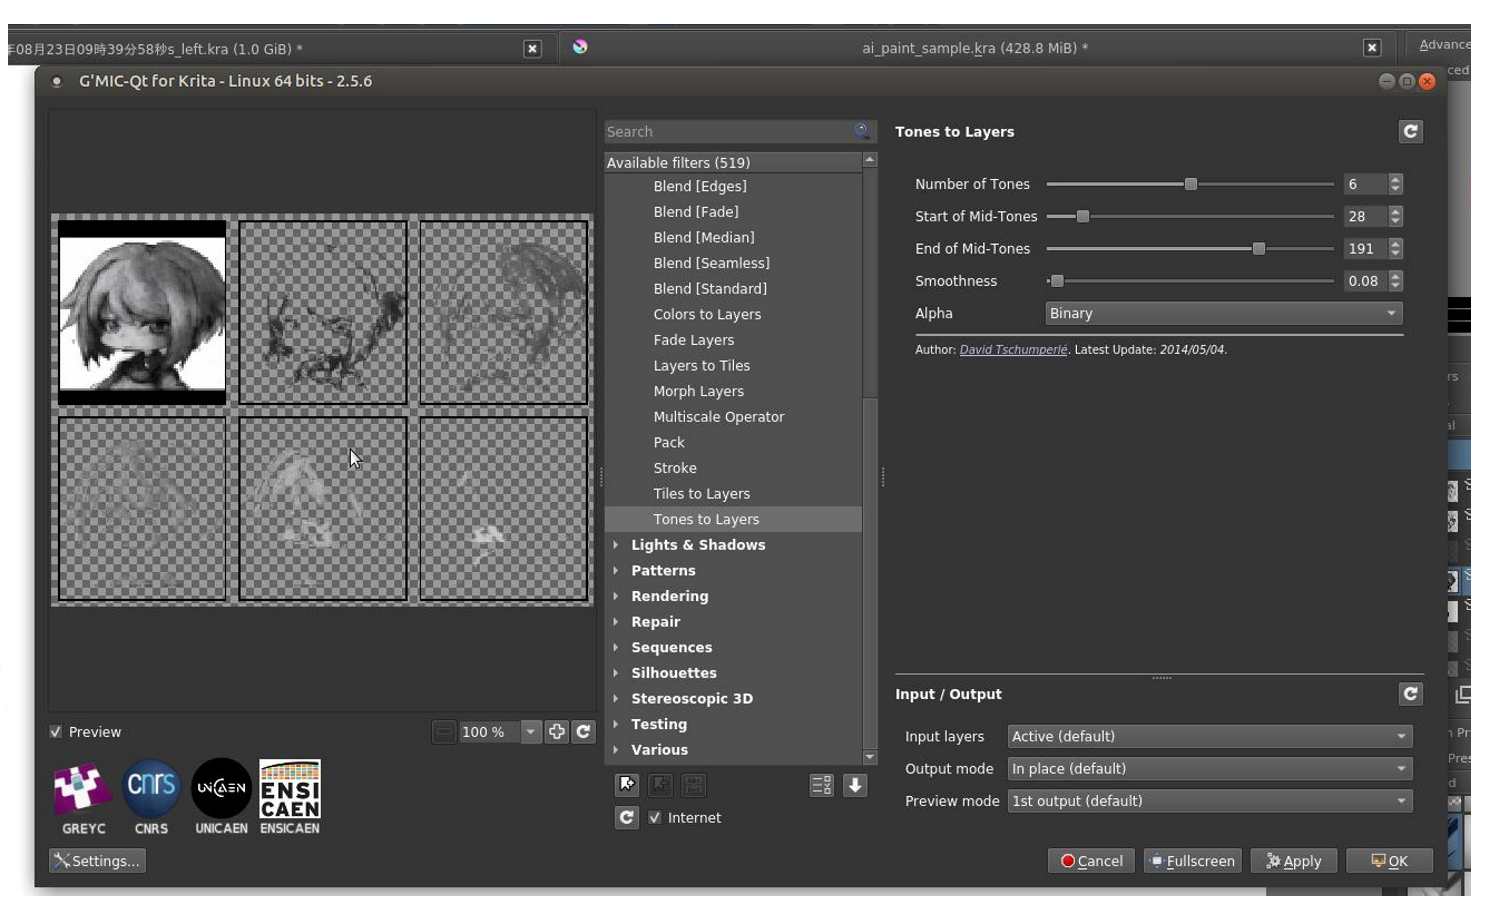 年08月23日09時39分58秒s_left.kra (1.0 GiB) *
ai_paint_sample.kra (428.8 MiB) *
G'MIC-Qt for Krita - Linux 64 bits - 2.5.6
Search
Available filters (519)
Blend [Edges]
Blend [Fade]
Blend [Median]
Blend [Seamless]
Blend [Standard]
Colors to Layers
Fade Layers
Layers to Tiles
Morph Layers
Multiscale Operator
Pack
Stroke
Tiles to Layers
Tones to Layers
Lights & Shadows
Patterns
Rendering
Repair
Sequences
Silhouettes
Stereoscopic 3D
Testing
Various
Internet
Preview
100 %
cnrs
UNICAEN
ENSI
CAEN
GREYC
CNRS
UNICAEN
ENSICAEN
Settings...
Tones to Layers
Number of Tones 6
Start of Mid-Tones 28
End of Mid-Tones 191
Smoothness 0.08
Alpha Binary
Author: David Tschumperlé. Latest Update: 2014/05/04.
Input / Output
Input layers Active (default)
Output mode In place (default)
Preview mode 1st output (default)
Cancel
Fullscreen
Apply
OK